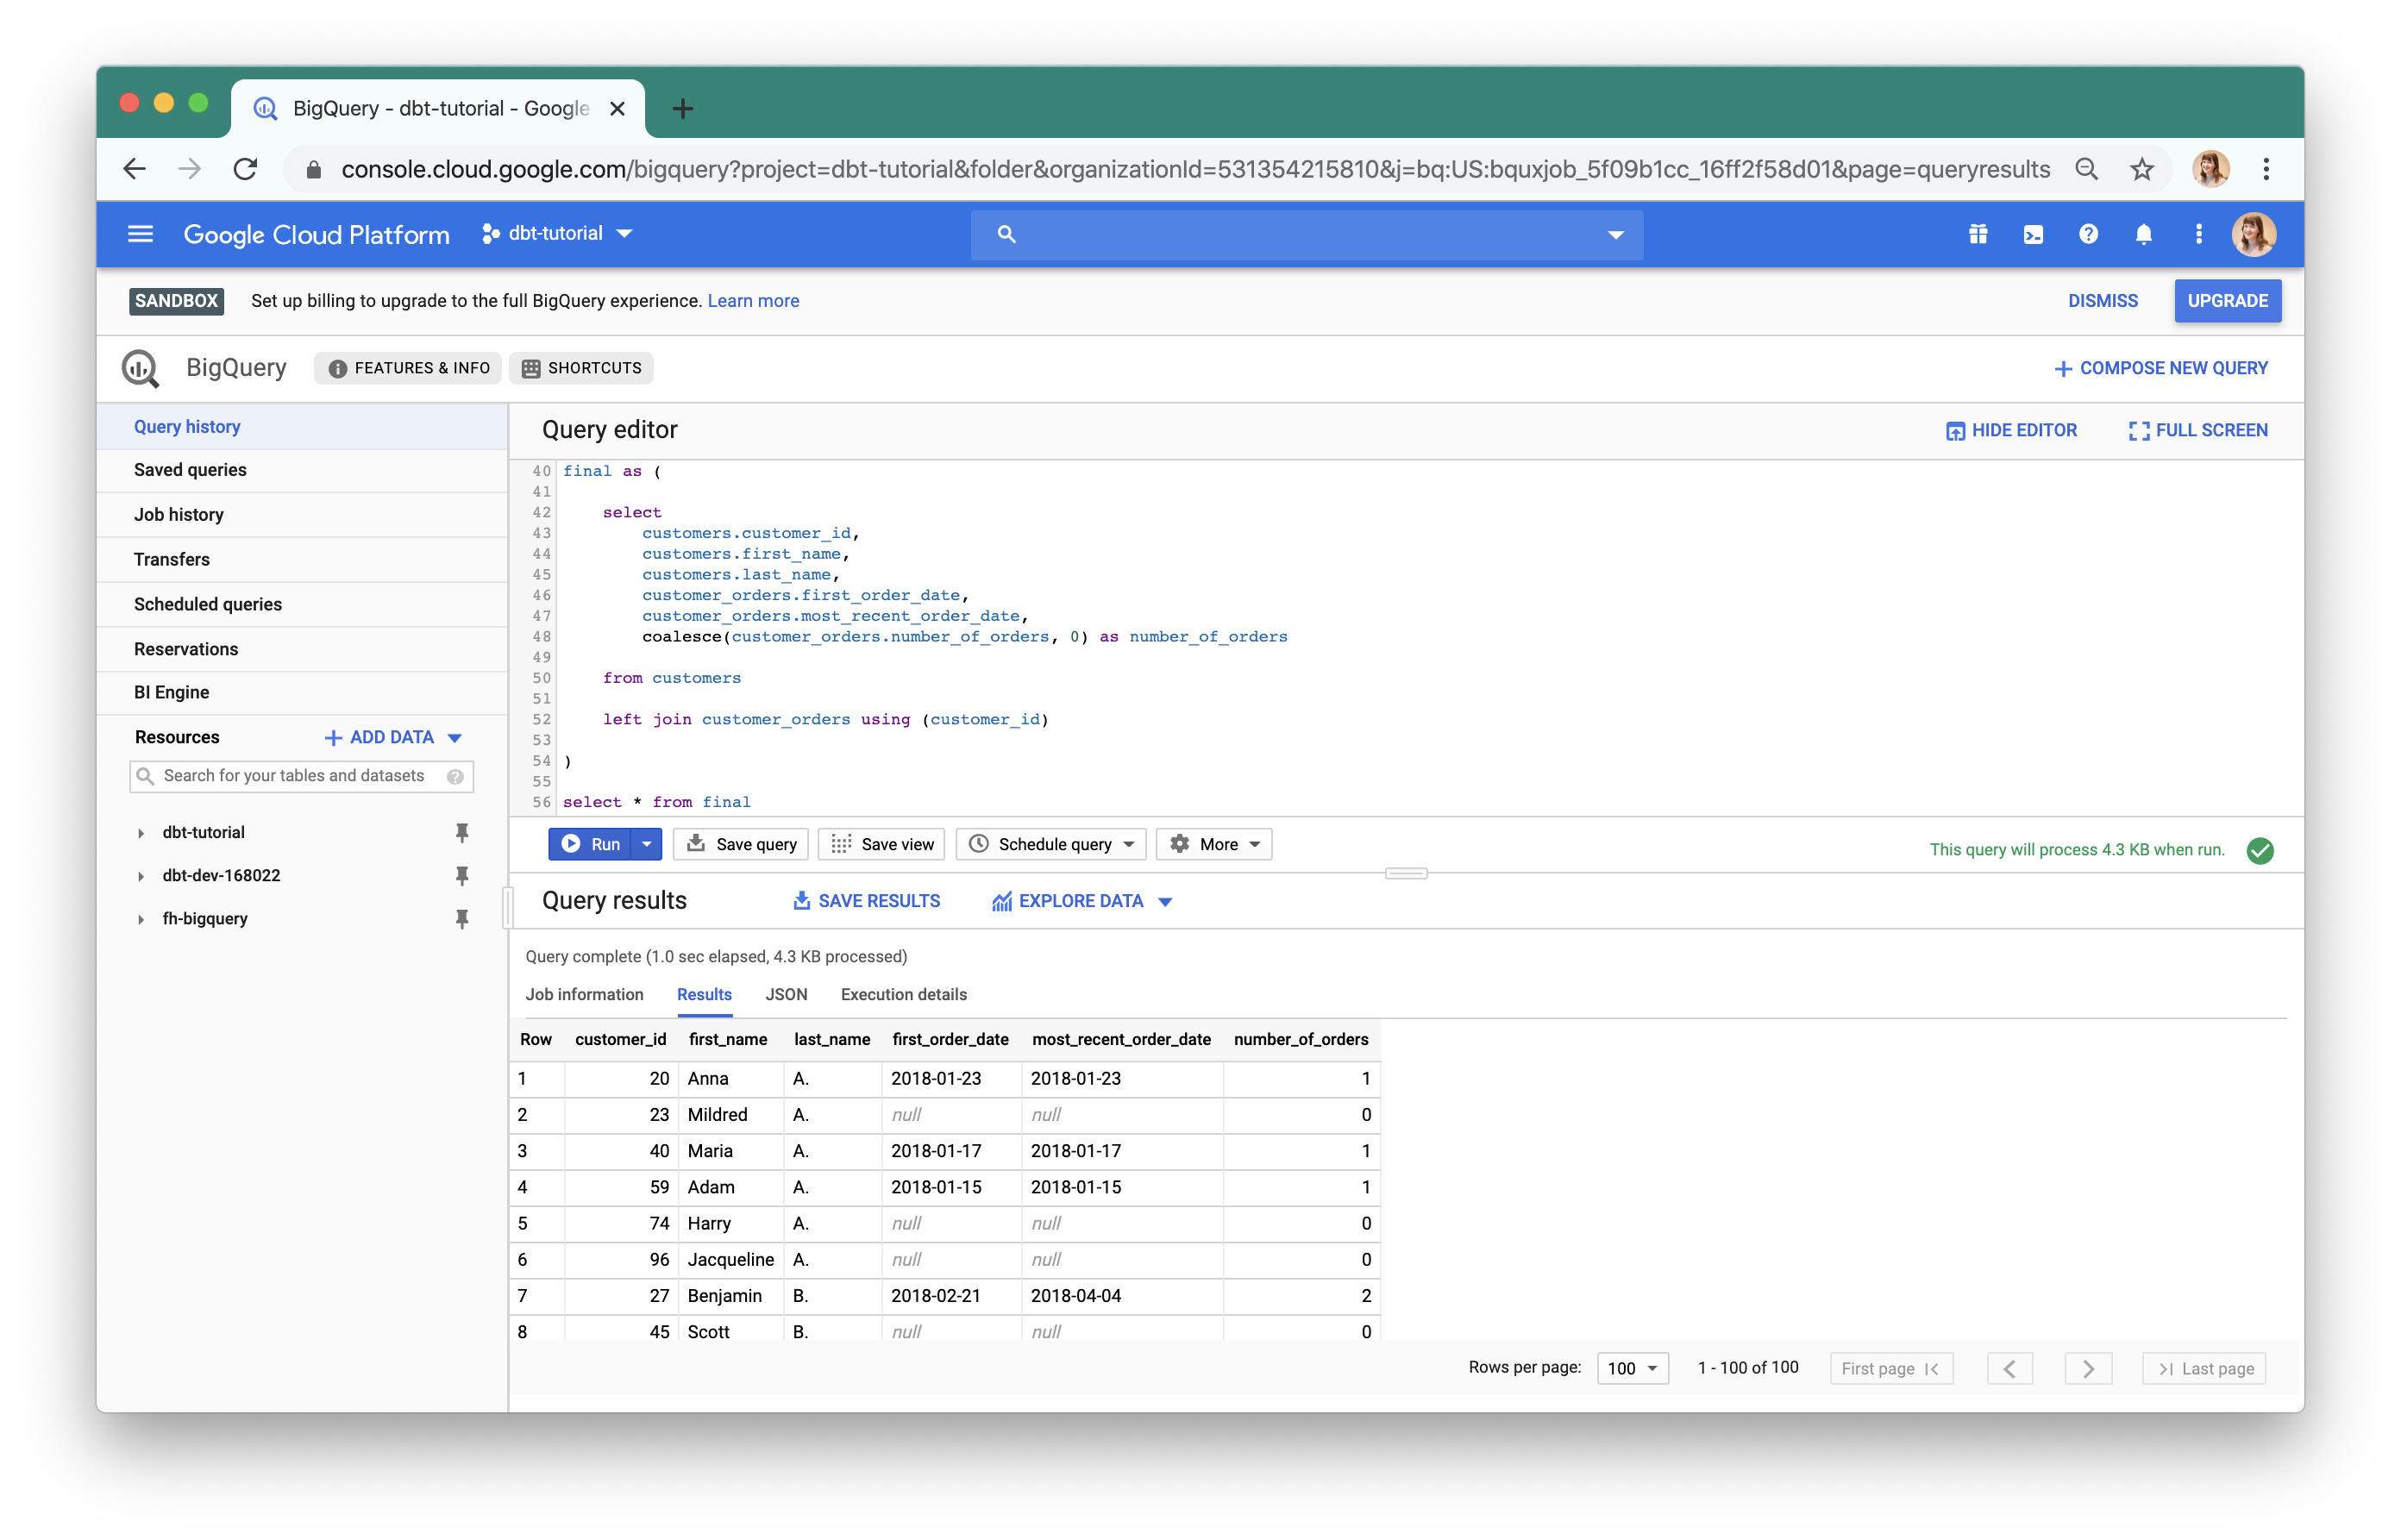 BigQuery - dbt-tutorial - Google
console.cloud.google.com/bigquery?project=dbt-tutorial&folder&organizationId=531354215810&j=bq:US:bquxjob_5f09b1cc_16ff2f58d01&page=queryresults
Google Cloud Platform dbt-tutorial
SANDBOX Set up billing to upgrade to the full BigQuery experience. Learn more DISMISS UPGRADE
BigQuery FEATURES & INFO SHORTCUTS COMPOSE NEW QUERY
Query history
Saved queries
Job history
Transfers
Scheduled queries
Reservations
BI Engine
Resources ADD DATA
Search for your tables and datasets
dbt-tutorial
dbt-dev-168022
fh-bigquery
Query editor HIDE EDITOR FULL SCREEN
40 final as (
41
42 select
43 customers.customer_id,
44 customers.first_name,
45 customers.last_name,
46 customer_orders.first_order_date,
47 customer_orders.most_recent_order_date,
48 coalesce(customer_orders.number_of_orders, 0) as number_of_orders
49
50 from customers
51
52 left join customer_orders using (customer_id)
53
54 )
55
56 select * from final
Run Save query Save view Schedule query More This query will process 4.3 KB when run.
Query results SAVE RESULTS EXPLORE DATA
Query complete (1.0 sec elapsed, 4.3 KB processed)
Job information Results JSON Execution details
Row customer_id first_name last_name first_order_date most_recent_order_date number_of_orders
1 20 Anna A. 2018-01-23 2018-01-23 1
2 23 Mildred A. null null 0
3 40 Maria A. 2018-01-17 2018-01-17 1
4 59 Adam A. 2018-01-15 2018-01-15 1
5 74 Harry A. null null 0
6 96 Jacqueline A. null null 0
7 27 Benjamin B. 2018-02-21 2018-04-04 2
8 45 Scott B. null null 0
Rows per page: 100 1 - 100 of 100 First page Last page